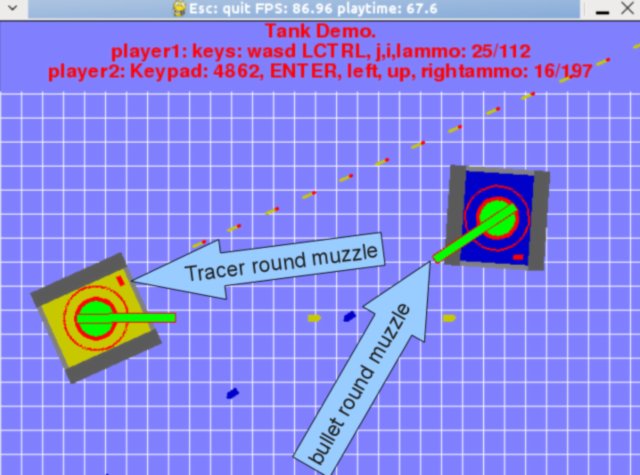 Esc: quit FPS: 86.96 playtime: 67.6
Tank Demo.
player1: keys: wasd LCTRL, j,i,lammo: 25/112
player2: Keypad: 4862, ENTER, left, up, rightammo: 16/197
Tracer round muzzle
bullet round muzzle